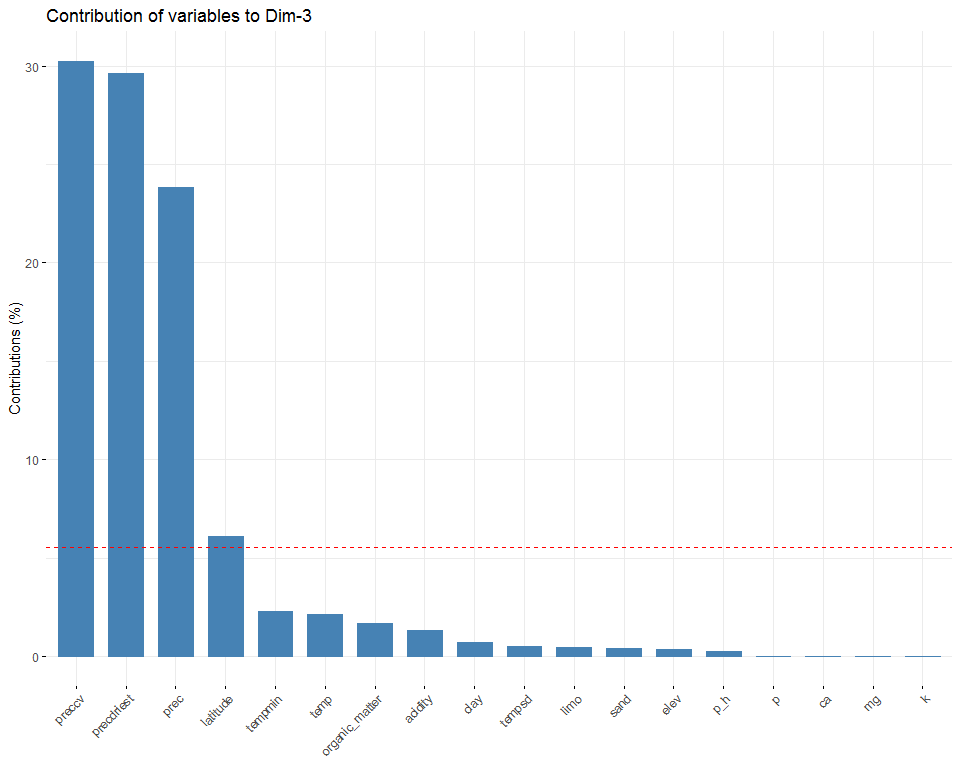 Contribution of variables to Dim-3
30
20
10
0
Contributions (%)
preccv
precdriest
prec
latitude
tempmin
temp
organic_matter
acidity
clay
tempsd
limo
sand
elev
p_h
p
ca
mg
k